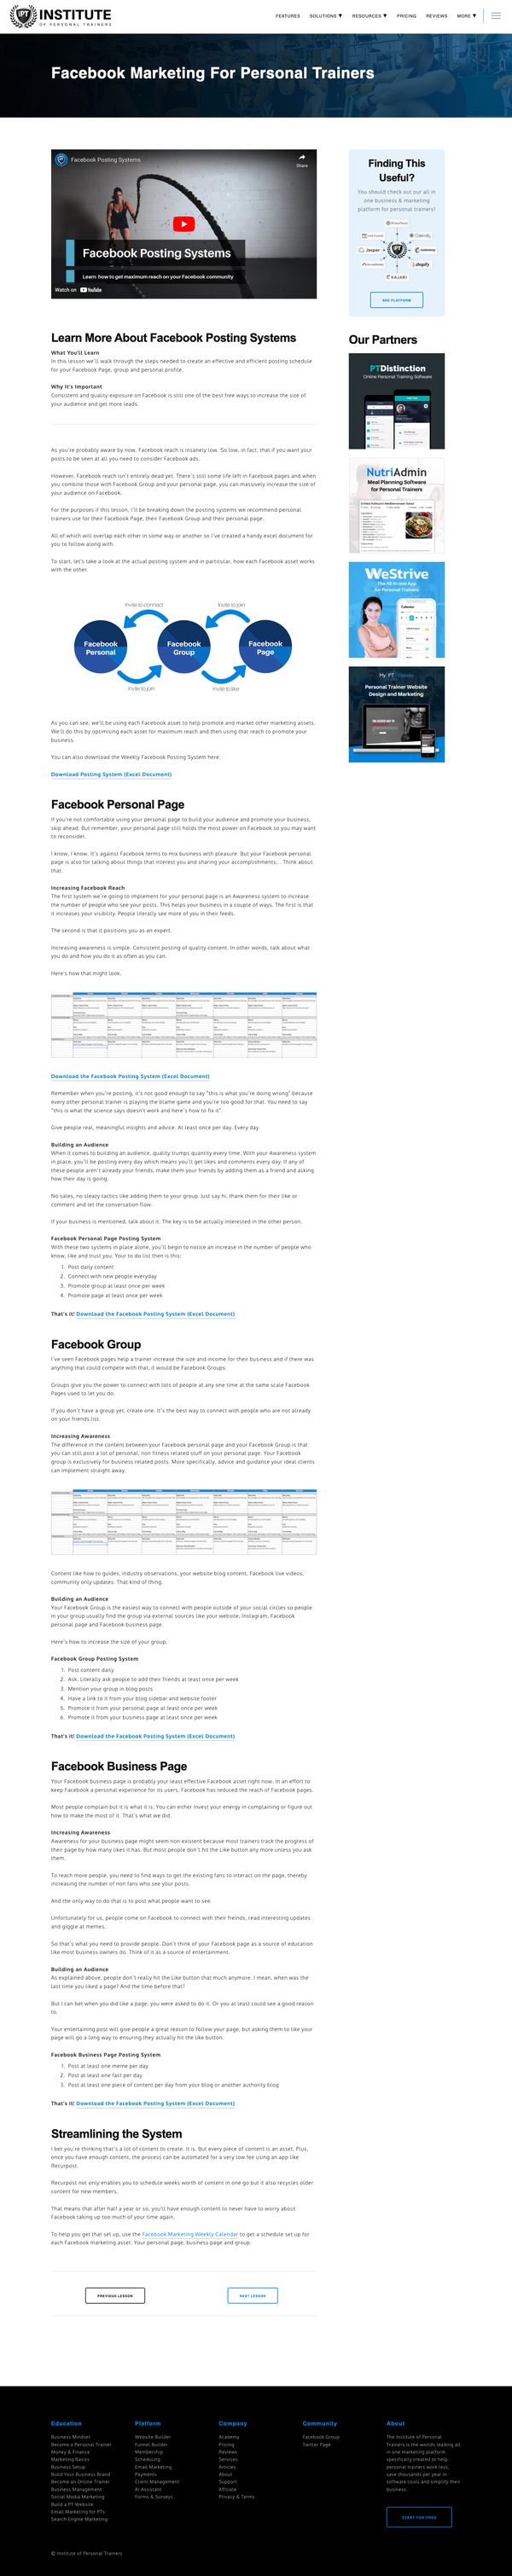 INSTITUTE
OF PERSONAL TRAINERS
FEATURES SOLUTIONS ▼ RESOURCES ▼ PRICING REVIEWS MORE ▼
Facebook Marketing For Personal Trainers
Facebook Posting Systems
Share
Facebook Posting Systems
Learn how to get maximum reach on your Facebook community
Watch on YouTube
Finding This
Useful?
You should check out our all in
one business & marketing
platform for personal trainers!
Calendly
Jasper
shopify
KAJABI
SEE PLATFORM
Our Partners
PTDistinction
Online Personal Training Software
NutriAdmin
Meal Planning Software
for Personal Trainers
WeStrive
The All in One App
for Personal Trainers
Calendar
My PT
Personal Trainer Website
Design and Marketing
Learn More About Facebook Posting Systems
What You'll Learn
In this lesson we'll walk through the steps needed to create an effective and efficient posting schedule
for your Facebook Page, group and personal profile.
Why It's Important
Consistent and quality exposure on Facebook is still one of the best free ways to increase the size of
your audience and get more leads.
As you're probably aware by now, Facebook reach is insanely low. So low, in fact, that if you want your
posts to be seen at all you need to consider Facebook ads.
However, Facebook reach isn't entirely dead yet. There's still some life left in Facebook pages and when
you combine those with Facebook Group and your personal page, you can massively increase the size of
your audience on Facebook.
For the purposes if this lesson, I'll be breaking down the posting systems we recommend personal
trainers use for their Facebook Page, their Facebook Group and their personal page.
All of which will overlap each other in some way or another so I've created a handy excel document for
you to follow along with.
To start, let's take a look at the actual posting system and in particular, how each Facebook asset works
with the other.
Invite to connect
Invite to join
Facebook
Personal
Facebook
Group
Facebook
Page
Invite to join
Invite to like
As you can see, we'll be using each Facebook asset to help promote and market other marketing assets.
We'll do this by optimising each asset for maximum reach and then using that reach to promote your
business.
You can also download the Weekly Facebook Posting System here:
Download Posting System (Excel Document)
Facebook Personal Page
If you're not comfortable using your personal page to build your audience and promote your business,
skip ahead. But remember, your personal page still holds the most power on Facebook so you may want
to reconsider.
I know, I know. It's against Facebook terms to mix business with pleasure. But your Facebook personal
page is also for talking about things that interest you and sharing your accomplishments... Think about
that.
Increasing Facebook Reach
The first system we're going to implement for your personal page is an Awareness system to increase
the number of people who see your posts. This helps your business in a couple of ways. The first is that
it increases your visibility. People literally see more of you in their feeds.
The second is that it positions you as an expert.
Increasing awareness is simple. Consistent posting of quality content. In other words, talk about what
you do and how you do it as often as you can.
Here's how that might look.
Download the Facebook Posting System (Excel Document)
Remember when you're posting, it's not good enough to say "this is what you're doing wrong" because
every other personal trainer is playing the blame game and you're too good for that. You need to say
"this is what the science says doesn't work and here's how to fix it".
Give people real, meaningful insights and advice. At least once per day. Every day.
Building an Audience
When it comes to building an audience, quality trumps quantity every time. With your Awareness system
in place, you'll be posting every day which means you'll get likes and comments every day. If any of
these people aren't already your friends, make them your friends by adding them as a friend and asking
how their day is going.
No sales, no sleazy tactics like adding them to your group. Just say hi, thank them for their like or
comment and let the conversation flow.
If your business is mentioned, talk about it. The key is to be actually interested in the other person.
Facebook Personal Page Posting System
With these two systems in place alone, you'll begin to notice an increase in the number of people who
know, like and trust you. Your to do list then is this:
1. Post daily content
2. Connect with new people everyday
3. Promote group at least once per week
4. Promote page at least once per week
That's it! Download the Facebook Posting System (Excel Document)
Facebook Group
I've seen Facebook pages help a trainer increase the size and income for their business and if there was
anything that could compete with that, it would be Facebook Groups.
Groups give you the power to connect with lots of people at any one time at the same scale Facebook
Pages used to let you do.
If you don't have a group yet, create one. It's the best way to connect with people who are not already
on your friends list.
Increasing Awareness
The difference in the content between your Facebook personal page and your Facebook Group is that
you can still post a lot of personal, non fitness related stuff on your personal page. Your Facebook
group is exclusively for business related posts. More specifically, advice and guidance your ideal clients
can implement straight away.
Content like how to guides, industry observations, your website blog content, Facebook live videos,
community only updates. That kind of thing.
Building an Audience
Your Facebook Group is the easiest way to connect with people outside of your social circles so people
in your group usually find the group via external sources like your website, Instagram, Facebook
personal page and Facebook business page.
Here's how to increase the size of your group.
Facebook Group Posting System
1. Post content daily
2. Ask. Literally ask people to add their friends at least once per week
3. Mention your group in blog posts
4. Have a link to it from your blog sidebar and website footer
5. Promote it from your personal page at least once per week
6. Promote it from your business page at least once per week
That's it! Download the Facebook Posting System (Excel Document)
Facebook Business Page
Your Facebook business page is probably your least effective Facebook asset right now. In an effort to
keep Facebook a personal experience for its users, Facebook has reduced the reach of Facebook pages.
Most people complain but it is what it is. You can either invest your energy in complaining or figure out
how to make the most of it. That's what we did.
Increasing Awareness
Awareness for your business page might seem non existent because most trainers track the progress of
their page by how many likes it has. But most people don't hit the Like button any more unless you ask
them.
To reach more people, you need to find ways to get the existing fans to interact on the page, thereby
increasing the number of non fans who see your posts.
And the only way to do that is to post what people want to see.
Unfortunately for us, people come on Facebook to connect with their freinds, read interesting updates
and giggle at memes.
So that's what you need to provide people. Don't think of your Facebook page as a source of education
like most business owners do. Think of it as a source of entertainment.
Building an Audience
As explained above, people don't really hit the Like button that much anymore. I mean, when was the
last time you liked a page? And the time before that?
But I can bet when you did like a page, you were asked to do it. Or you at least could see a good reason
to.
Your entertaining post will give people a great reason to follow your page, but asking them to like your
page will go a long way to ensuring they actually hit the like button.
Facebook Business Page Posting System
1. Post at least one meme per day
2. Post at least one fact per day
3. Post at least one piece of content per day from your blog or another authority blog
That's it! Download the Facebook Posting System (Excel Document)
Streamlining the System
I bet you're thinking that's a lot of content to create. It is. But every piece of content is an asset. Plus,
once you have enough content, the process can be automated for a very low fee using an app like
Recurpost.
Recurpost not only enables you to schedule weeks worth of content in one go but it also recycles older
content for new members.
That means that after half a year or so, you'll have enough content to never have to worry about
Facebook taking up too much of your time again.
To help you get that set up, use the Facebook Marketing Weekly Calendar to get a schedule set up for
each Facebook marketing asset. Your personal page, business page and group.
PREVIOUS LESSON
NEXT LESSON
Education
Business Mindset
Become a Personal Trainer
Money & Finance
Marketing Basics
Business Setup
Build Your Business Brand
Become an Online Trainer
Business Management
Social Media Marketing
Build a PT Website
Email Marketing for PTs
Search Engine Marketing
Platform
Website Builder
Funnel Builder
Membership
Scheduling
Email Marketing
Payments
Client Management
AI Assistant
Forms & Surveys
Company
Academy
Pricing
Reviews
Services
Articles
About
Support
Affiliate
Privacy & Terms
Community
Facebook Group
Twitter Page
About
The Institute of Personal
Trainers is the worlds leading all
in one marketing platform
specifically created to help
personal trainers work less,
save thousands per year in
software costs and simplify their
business.
START FOR FREE
© Institute of Personal Trainers